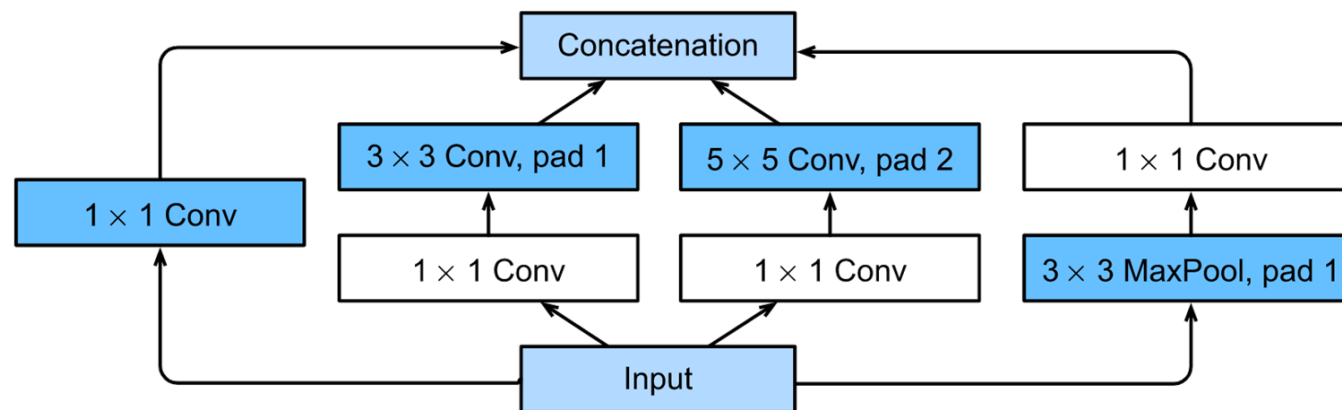 Concatenation
3 × 3 Conv, pad 1
5 × 5 Conv, pad 2
1 × 1 Conv
1 × 1 Conv
1 × 1 Conv
1 × 1 Conv
3 × 3 MaxPool, pad 1
Input